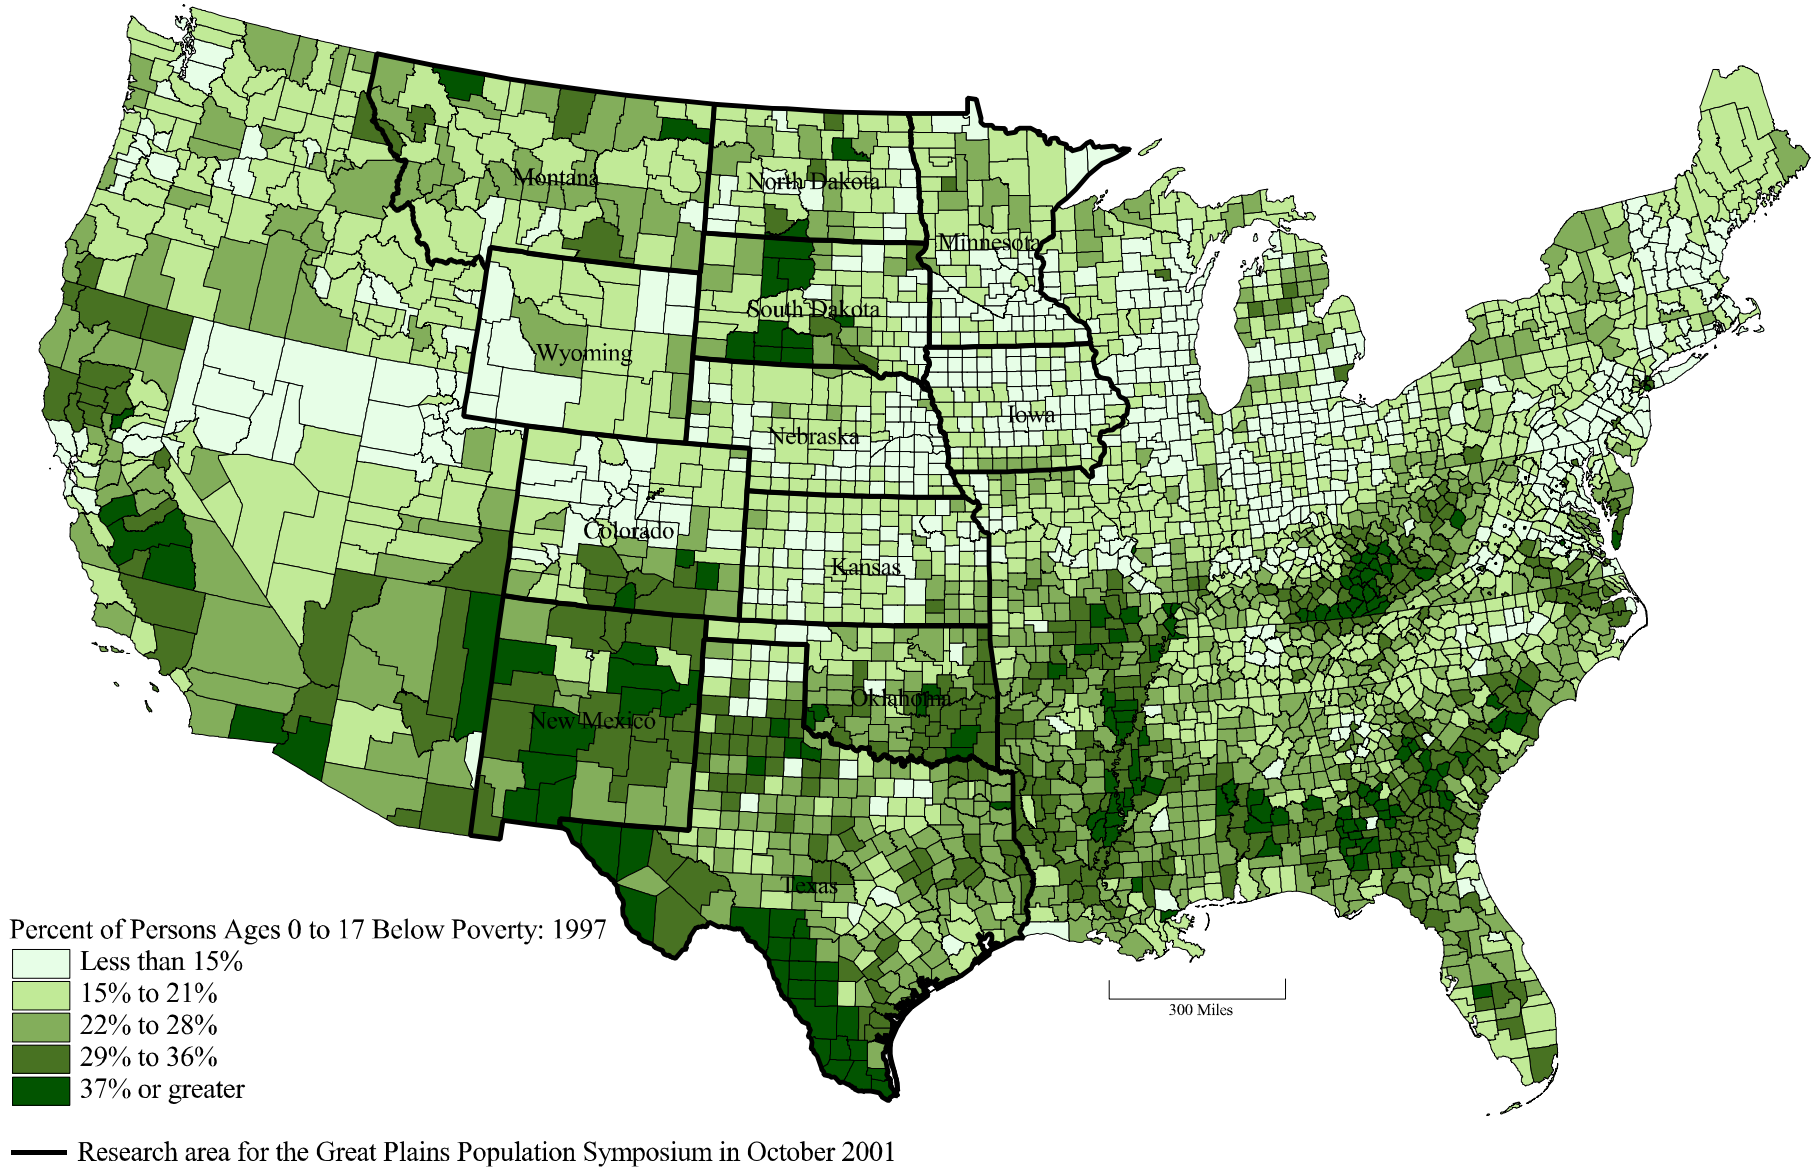 Montana
North Dakota
Minnesota
South Dakota
Wyoming
Iowa
Nebraska
Colorado
Kansas
Oklahoma
New Mexico
Texas
Percent of Persons Ages 0 to 17 Below Poverty: 1997
Less than 15%
15% to 21%
22% to 28%
29% to 36%
37% or greater
300 Miles
Research area for the Great Plains Population Symposium in October 2001